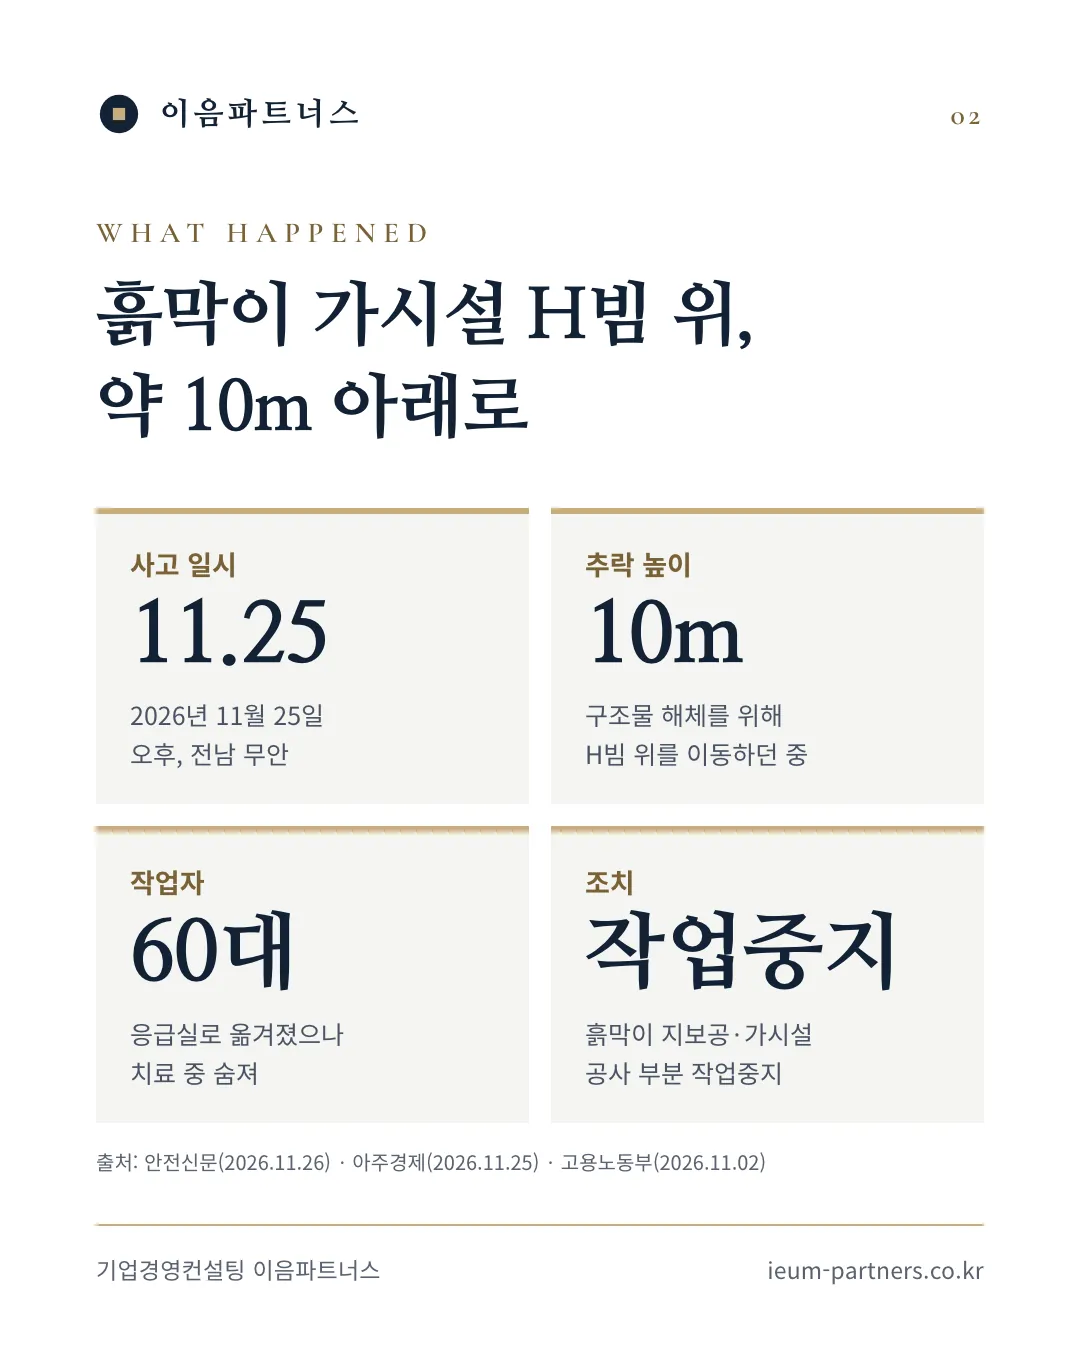 이음파트너스
02
WHAT HAPPENED
흙막이 가시설 H빔 위,
약 10m 아래로
사고 일시
11.25
2026년 11월 25일
오후, 전남 무안
추락 높이
10m
구조물 해체를 위해
H빔 위를 이동하던 중
작업자
60대
응급실로 옮겨졌으나
치료 중 숨져
조치
작업중지
흙막이 지보공·가시설
공사 부분 작업중지
출처: 안전신문(2026.11.26) · 아주경제(2026.11.25) · 고용노동부(2026.11.02)
기업경영컨설팅 이음파트너스
ieum-partners.co.kr